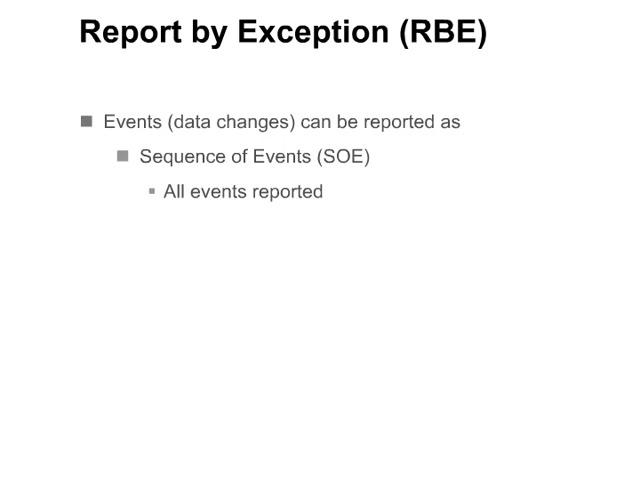 Report by Exception (RBE)
Events (data changes) can be reported as
Sequence of Events (SOE)
All events reported